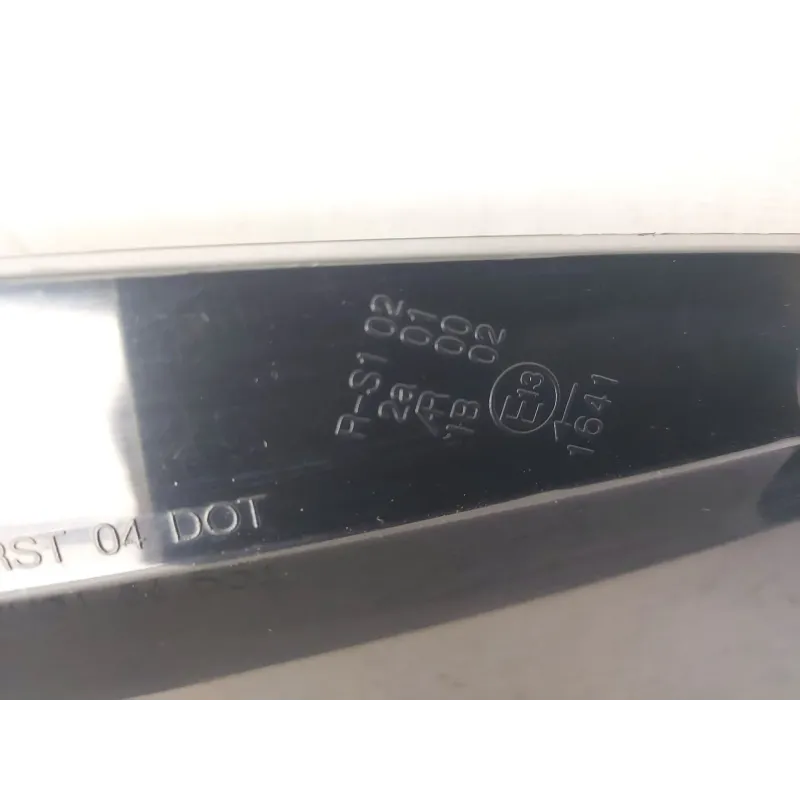 R-S1 02
2a 01
AR 00
1B 02
E13
1641
RST 04 DOT